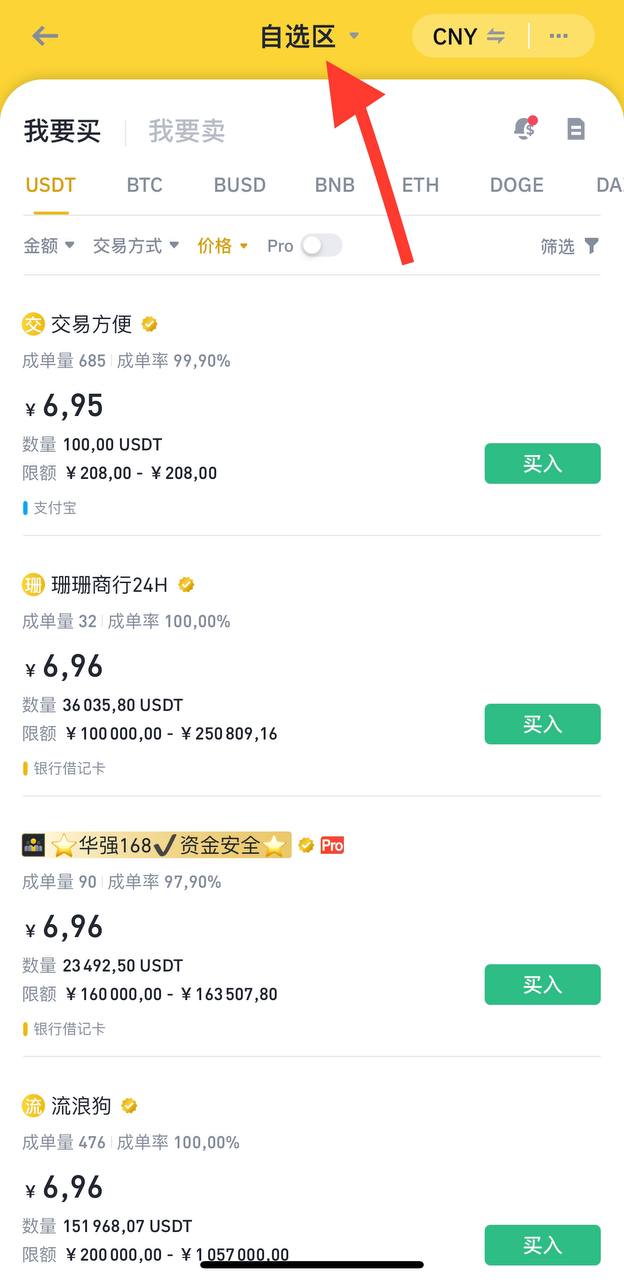 自选区 CNY
我要买 我要卖
USDT BTC BUSD BNB ETH DOGE DA
金额 交易方式 价格 Pro 筛选
交 交易方便
成单量 685 成单率 99,90%
¥ 6,95
数量 100,00 USDT
限额 ¥208,00 - ¥208,00
买入
支付宝
珊 珊珊商行24H
成单量 32 成单率 100,00%
¥ 6,96
数量 36 035,80 USDT
限额 ¥100 000,00 - ¥250 809,16
买入
银行借记卡
⭐华强168✔资金安全⭐ Pro
成单量 90 成单率 97,90%
¥ 6,96
数量 23 492,50 USDT
限额 ¥160 000,00 - ¥163 507,80
买入
银行借记卡
流 流浪狗
成单量 476 成单率 100,00%
¥ 6,96
数量 151 968,07 USDT
限额 ¥200 000,00 - ¥1 057 000,00
买入